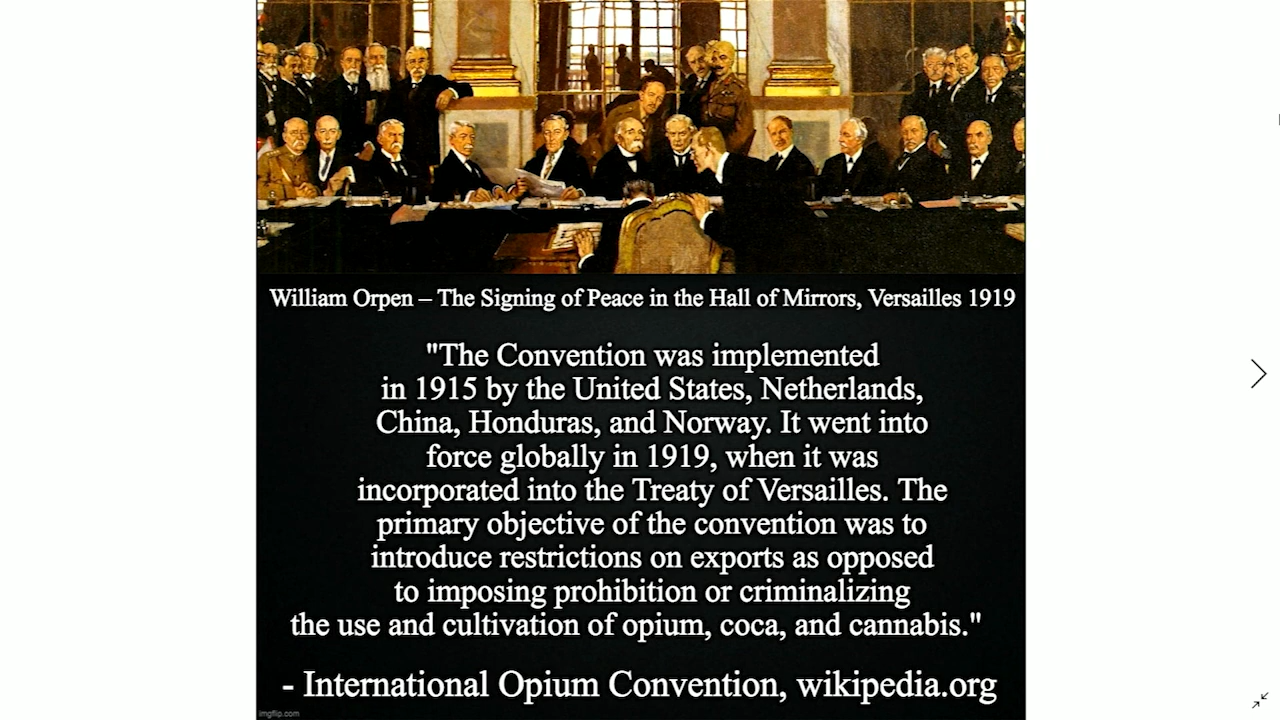 William Orpen – The Signing of Peace in the Hall of Mirrors, Versailles 1919
"The Convention was implemented
in 1915 by the United States, Netherlands,
China, Honduras, and Norway. It went into
force globally in 1919, when it was
incorporated into the Treaty of Versailles. The
primary objective of the convention was to
introduce restrictions on exports as opposed
to imposing prohibition or criminalizing
the use and cultivation of opium, coca, and cannabis."
- International Opium Convention, wikipedia.org
imgflip.com